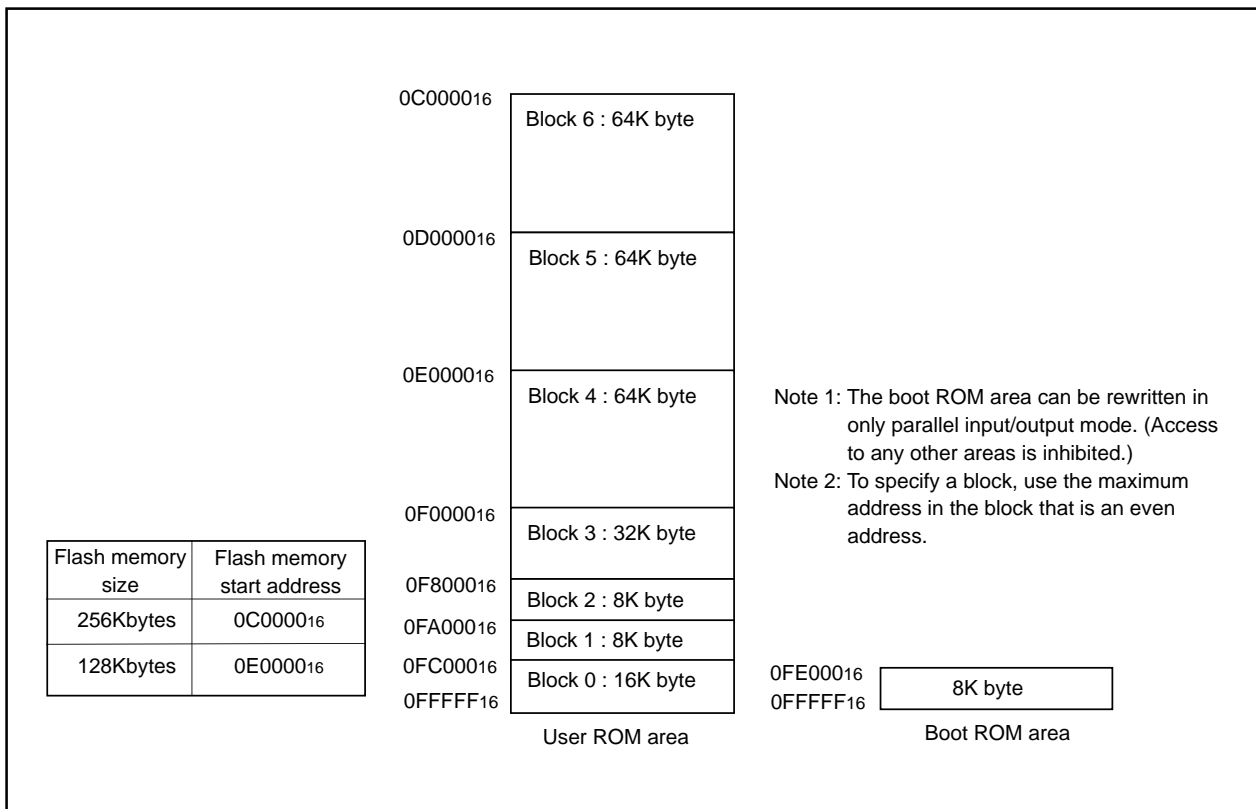 0C000016
Block 6 : 64K byte
0D000016
Block 5 : 64K byte
0E000016
Block 4 : 64K byte
0F000016
Block 3 : 32K byte
0F800016
Block 2 : 8K byte
0FA00016
Block 1 : 8K byte
0FC00016
Block 0 : 16K byte
0FFFFF16
User ROM area
Note 1: The boot ROM area can be rewritten in
only parallel input/output mode. (Access
to any other areas is inhibited.)
Note 2: To specify a block, use the maximum
address in the block that is an even
address.
Flash memory size
Flash memory start address
256Kbytes 0C000016
128Kbytes 0E000016
0FE00016
8K byte
0FFFFF16
Boot ROM area